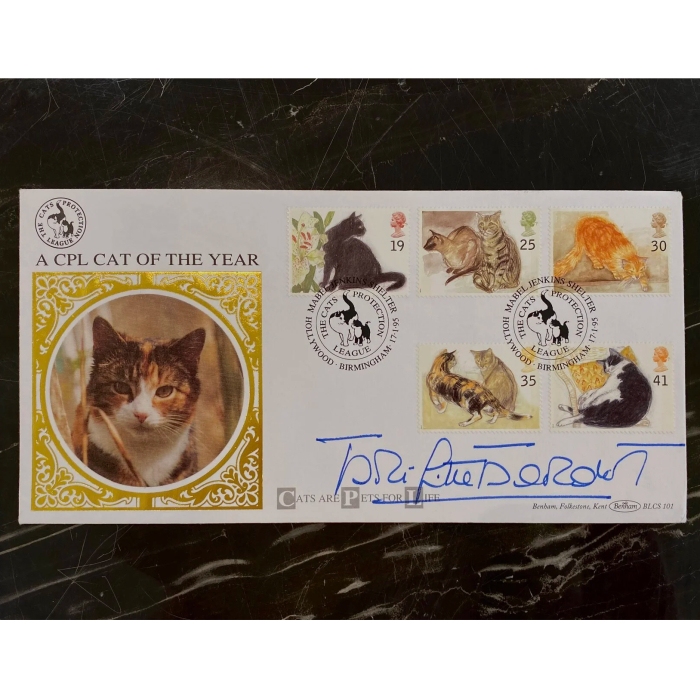 THE CATS PROTECTION LEAGUE
A CPL CAT OF THE YEAR
19
25
30
MABEL JENKINS SHELTER
HOLLYWOOD · BIRMINGHAM · 17·1·95
THE CATS PROTECTION LEAGUE
MABEL JENKINS SHELTER
HOLLYWOOD · BIRMINGHAM · 17·1·95
THE CATS PROTECTION LEAGUE
35
41
CATS ARE PETS FOR LIFE
Benham, Folkestone, Kent Benham BLCS 101